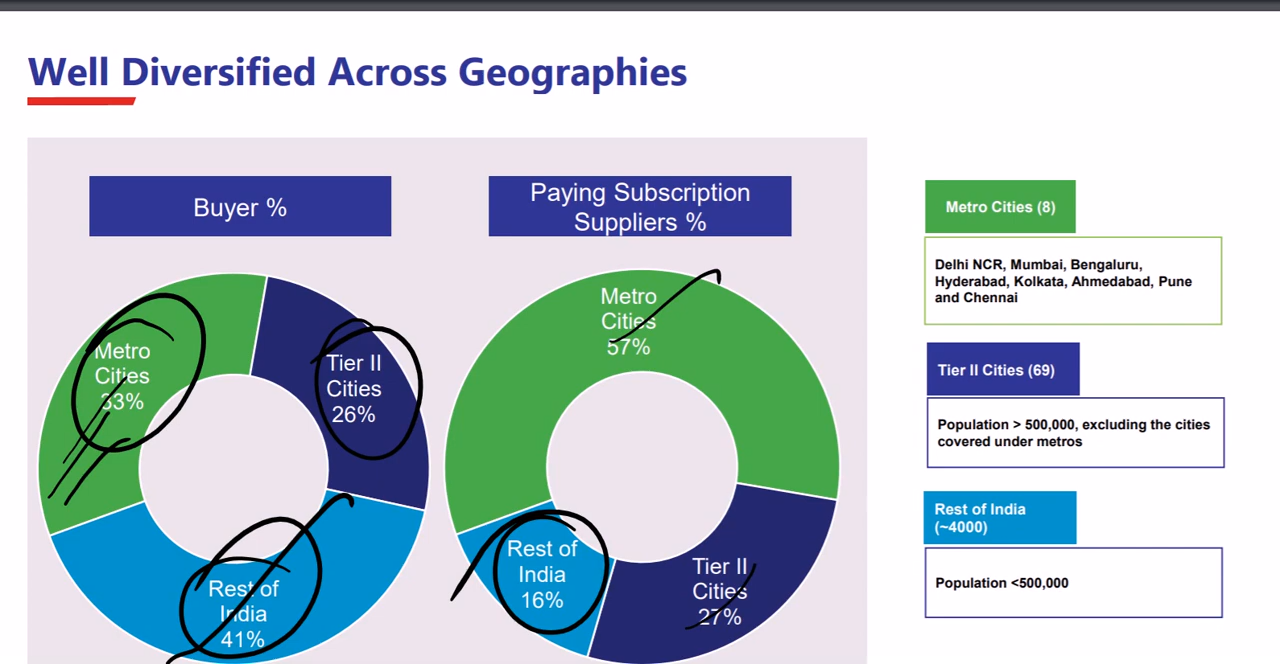 Well Diversified Across Geographies
Buyer %
Paying Subscription
Suppliers %
Metro
Cities
33%
Tier II
Cities
26%
Rest of
India
41%
Metro
Cities
57%
Rest of
India
16%
Tier II
Cities
27%
Metro Cities (8)
Delhi NCR, Mumbai, Bengaluru,
Hyderabad, Kolkata, Ahmedabad, Pune
and Chennai
Tier II Cities (69)
Population > 500,000, excluding the cities
covered under metros
Rest of India
(~4000)
Population <500,000